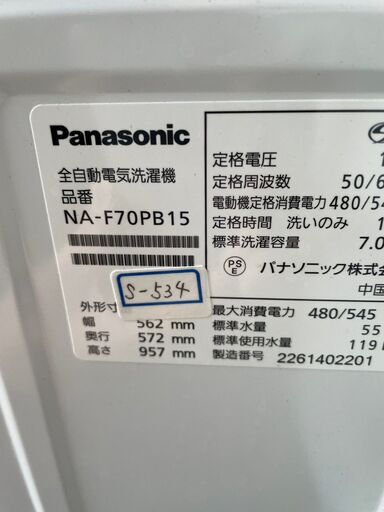 Panasonic
全自動電気洗濯機
品番
NA-F70PB15
S-534
外形寸
幅 562 mm
奥行 572 mm
高さ 957 mm
定格電圧
定格周波数 50/6
電動機定格消費電力 480/54
定格時間 洗いのみ 1
標準洗濯容量 7.0
PS
E
パナソニック株式会
中国
最大消費電力 480/545
標準水量 55
標準使用水量 119
製造番号 2261402201